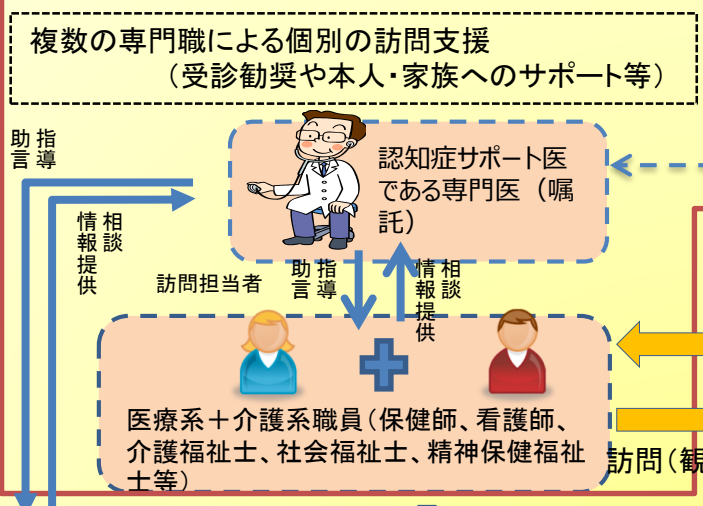 複数の専門職による個別の訪問支援
（受診勧奨や本人・家族へのサポート等）
指導
助言
相談
情報提供
認知症サポート医
である専門医（嘱
託）
訪問担当者
指導
助言
相談
情報提供
医療系＋介護系職員（保健師、看護師、
介護福祉士、社会福祉士、精神保健福祉
士等）
訪問（観